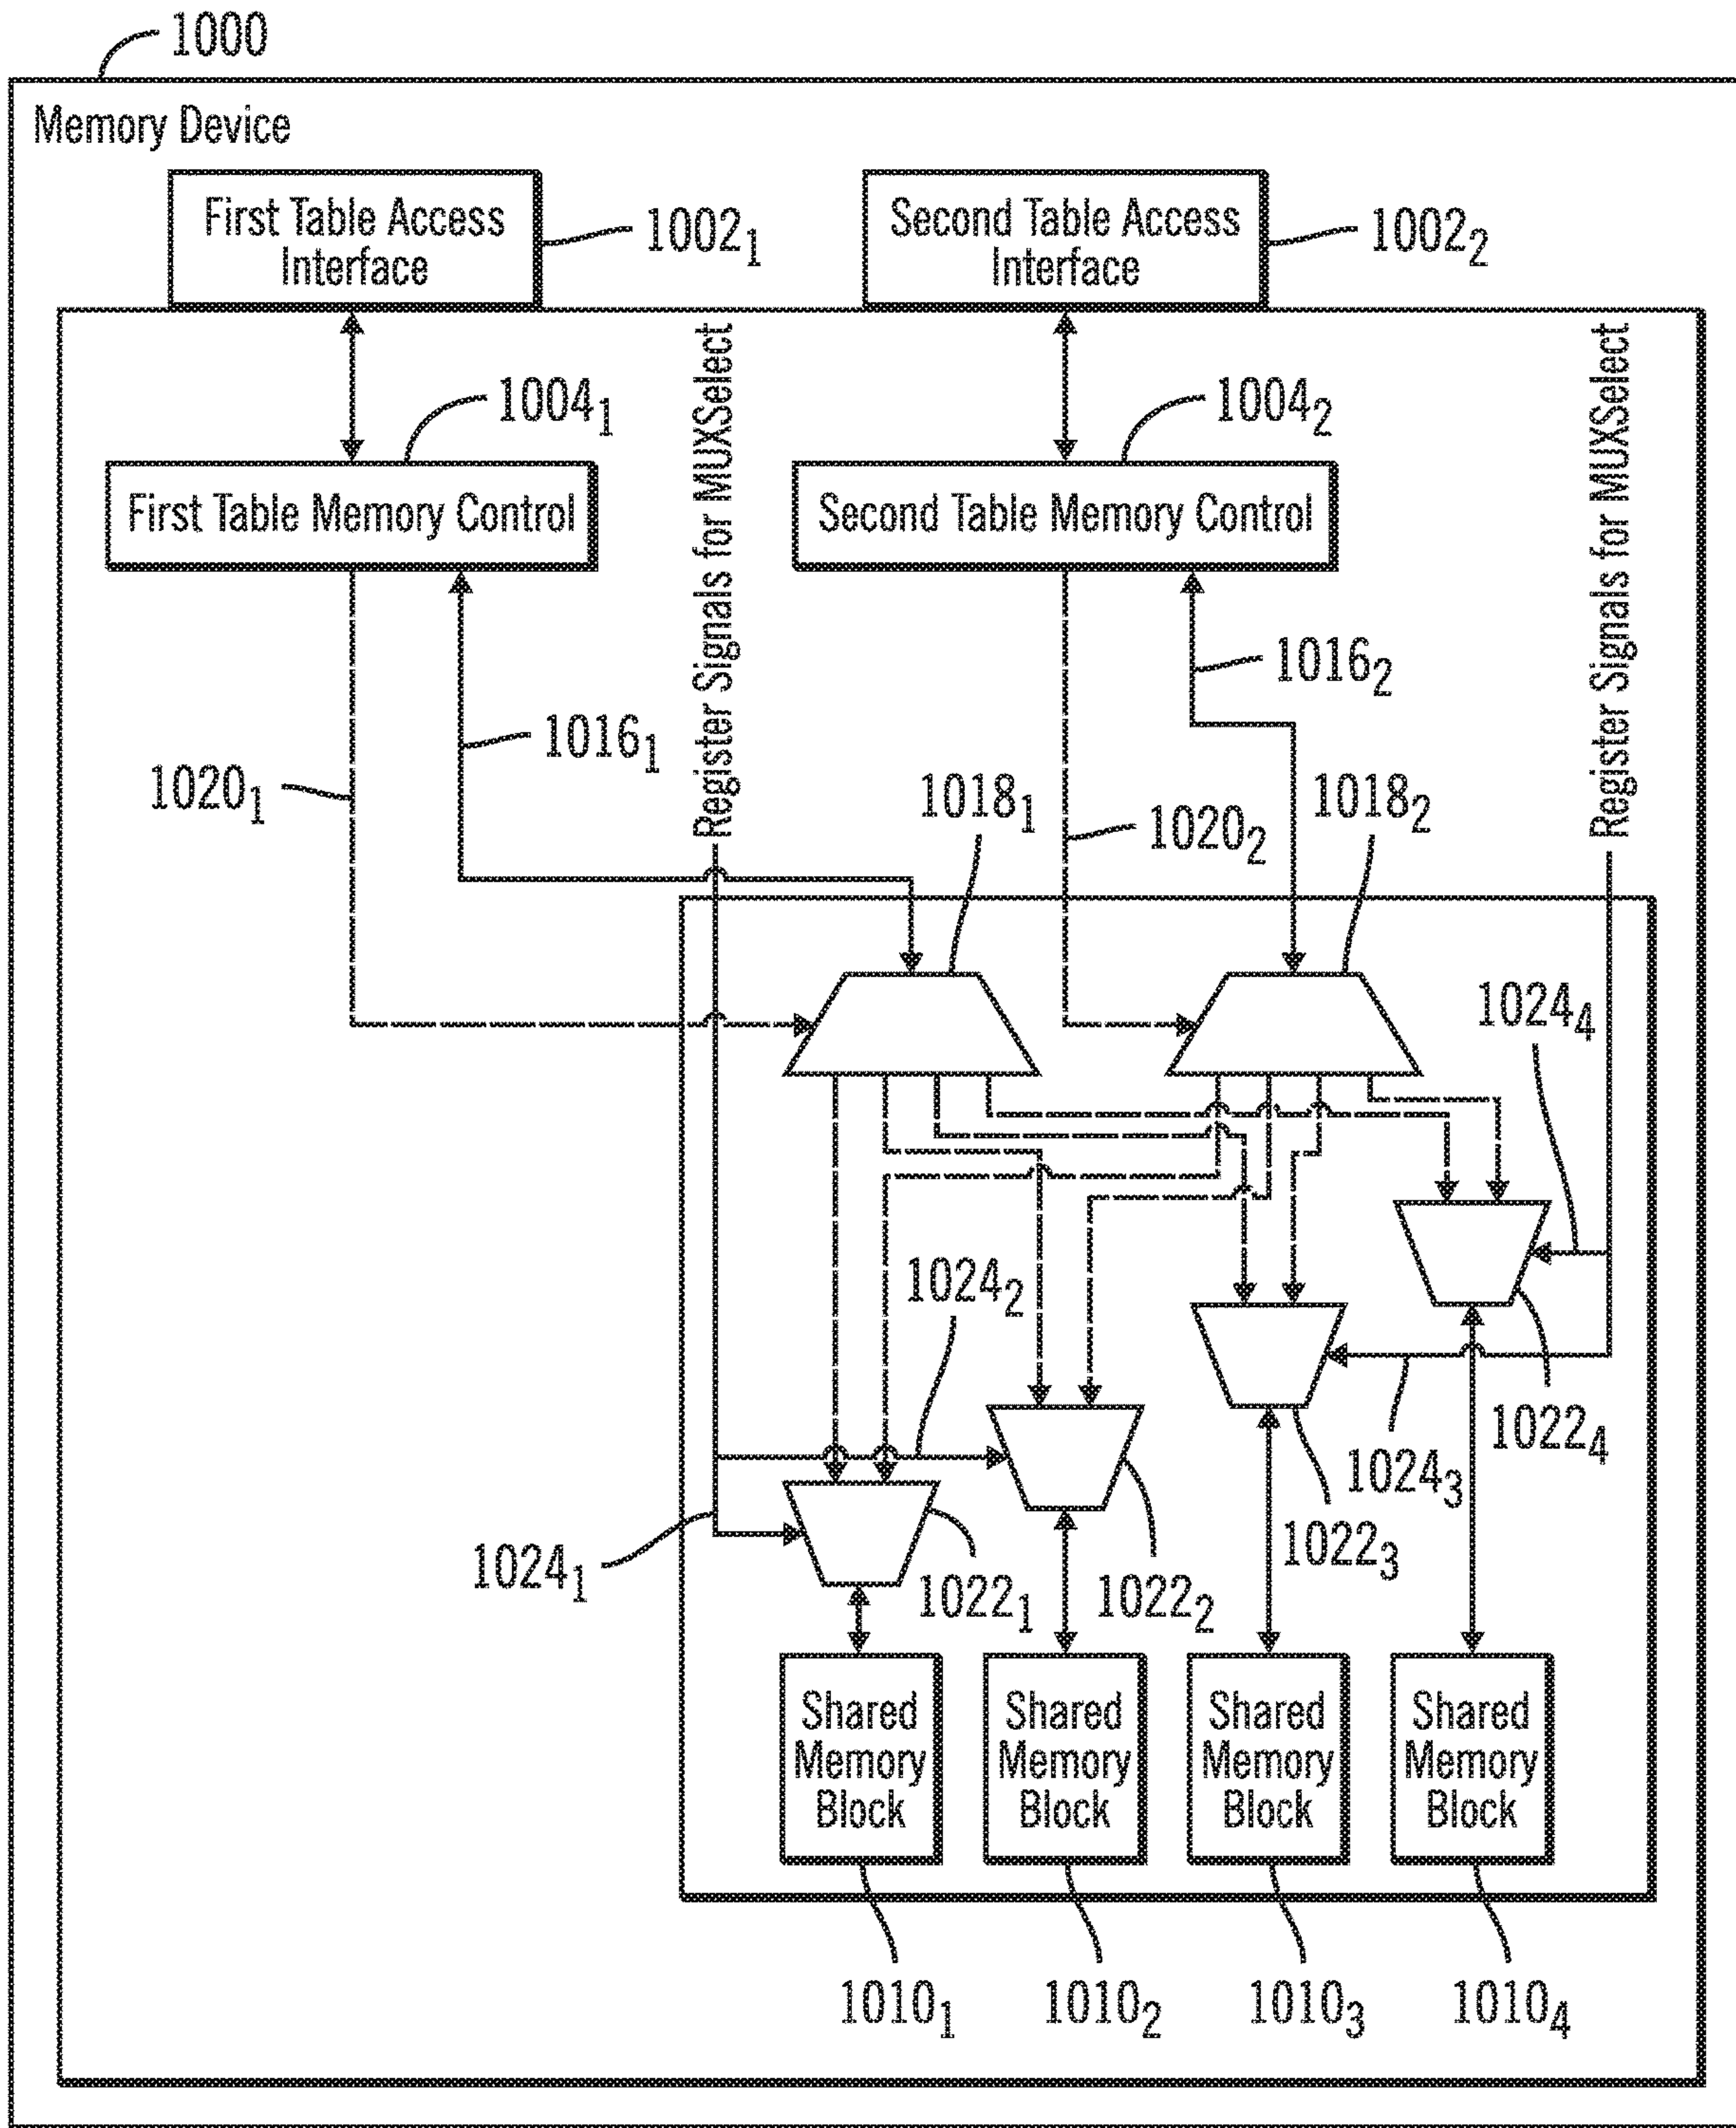 1000
Memory Device
First Table Access
Interface
1002₁
Second Table Access
Interface
1002₂
Register Signals for MUXSelect
Register Signals for MUXSelect
1004₁
1004₂
First Table Memory Control
Second Table Memory Control
1016₂
1016₁
1020₁
1018₁
1020₂
1018₂
1024₄
1024₂
1022₄
1024₃
1022₃
1024₁
1022₁
1022₂
Shared
Memory
Block
Shared
Memory
Block
Shared
Memory
Block
Shared
Memory
Block
1010₁
1010₂
1010₃
1010₄